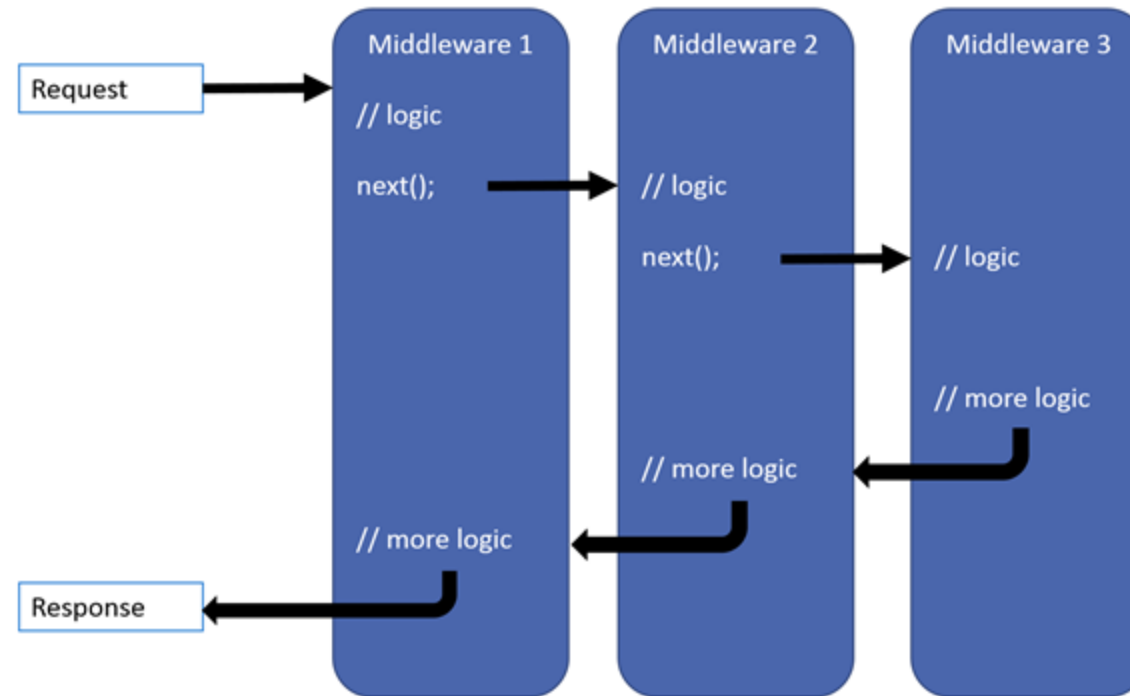 Middleware 1
Middleware 2
Middleware 3
Request
// logic
next();
// logic
next();
// logic
// more logic
// more logic
// more logic
Response